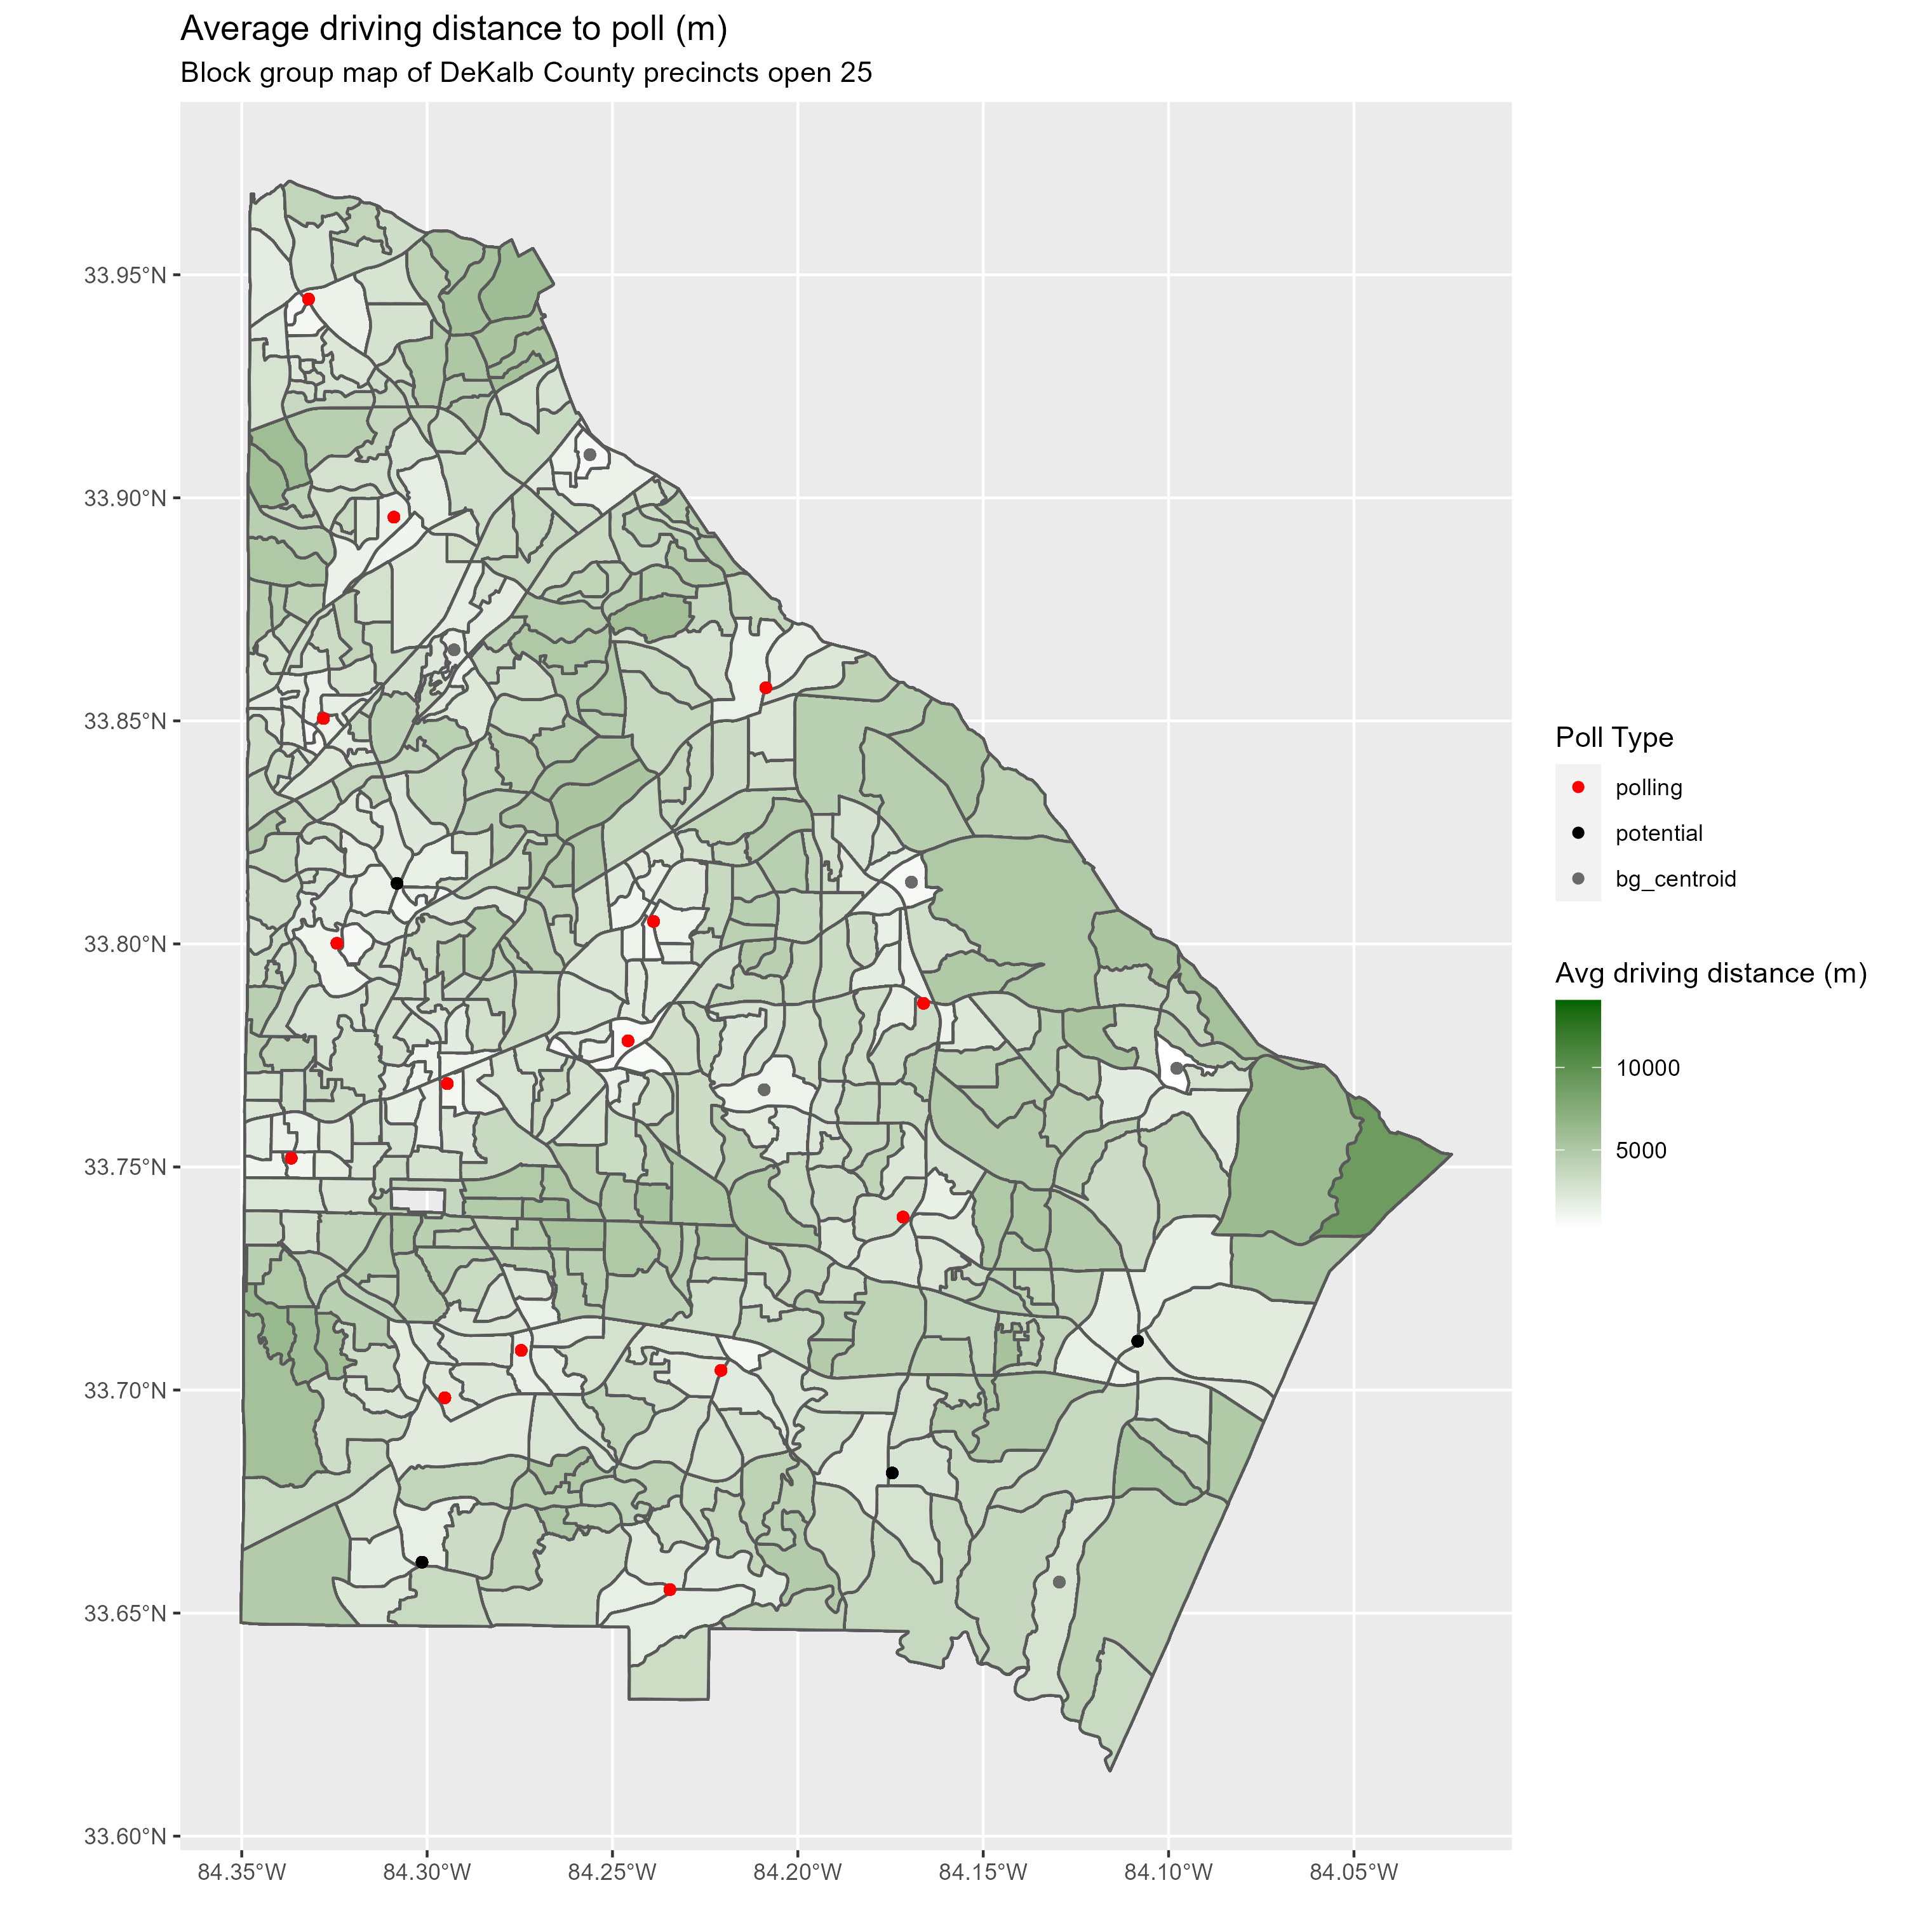 Average driving distance to poll (m)
Block group map of DeKalb County precincts open 25
33.95°N
33.90°N
33.85°N
33.80°N
33.75°N
33.70°N
33.65°N
33.60°N
84.35°W 84.30°W 84.25°W 84.20°W 84.15°W 84.10°W 84.05°W
Poll Type
polling
potential
bg_centroid
Avg driving distance (m)
10000
5000